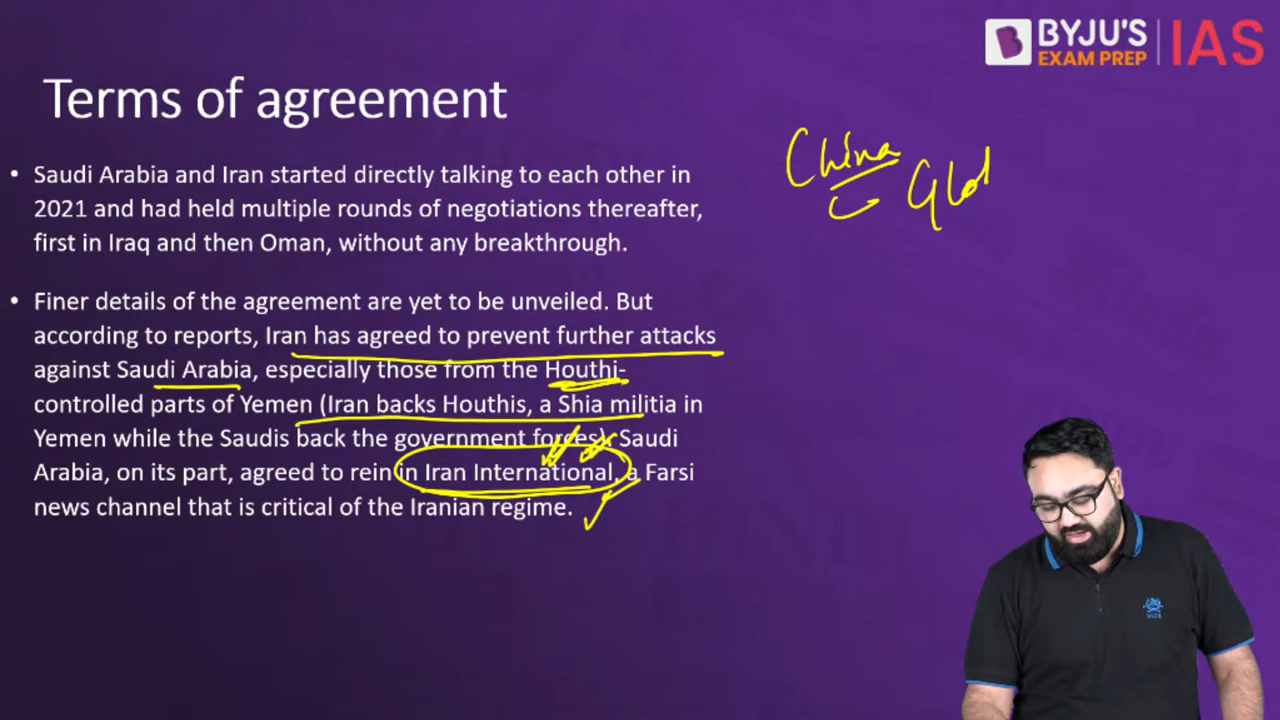 BYJU'S
EXAM PREP
IAS
Terms of agreement
• Saudi Arabia and Iran started directly talking to each other in
2021 and had held multiple rounds of negotiations thereafter,
first in Iraq and then Oman, without any breakthrough.
• Finer details of the agreement are yet to be unveiled. But
according to reports, Iran has agreed to prevent further attacks
against Saudi Arabia, especially those from the Houthi-
controlled parts of Yemen (Iran backs Houthis, a Shia militia in
Yemen while the Saudis back the government forces). Saudi
Arabia, on its part, agreed to rein in Iran International, a Farsi
news channel that is critical of the Iranian regime.
China